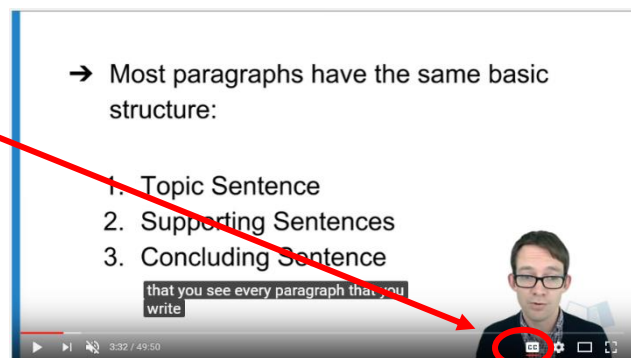 ➔ Most paragraphs have the same basic
structure:
1. Topic Sentence
2. Supporting Sentences
3. Concluding Sentence
that you see every paragraph that you
write
3:32 / 49:50
CC